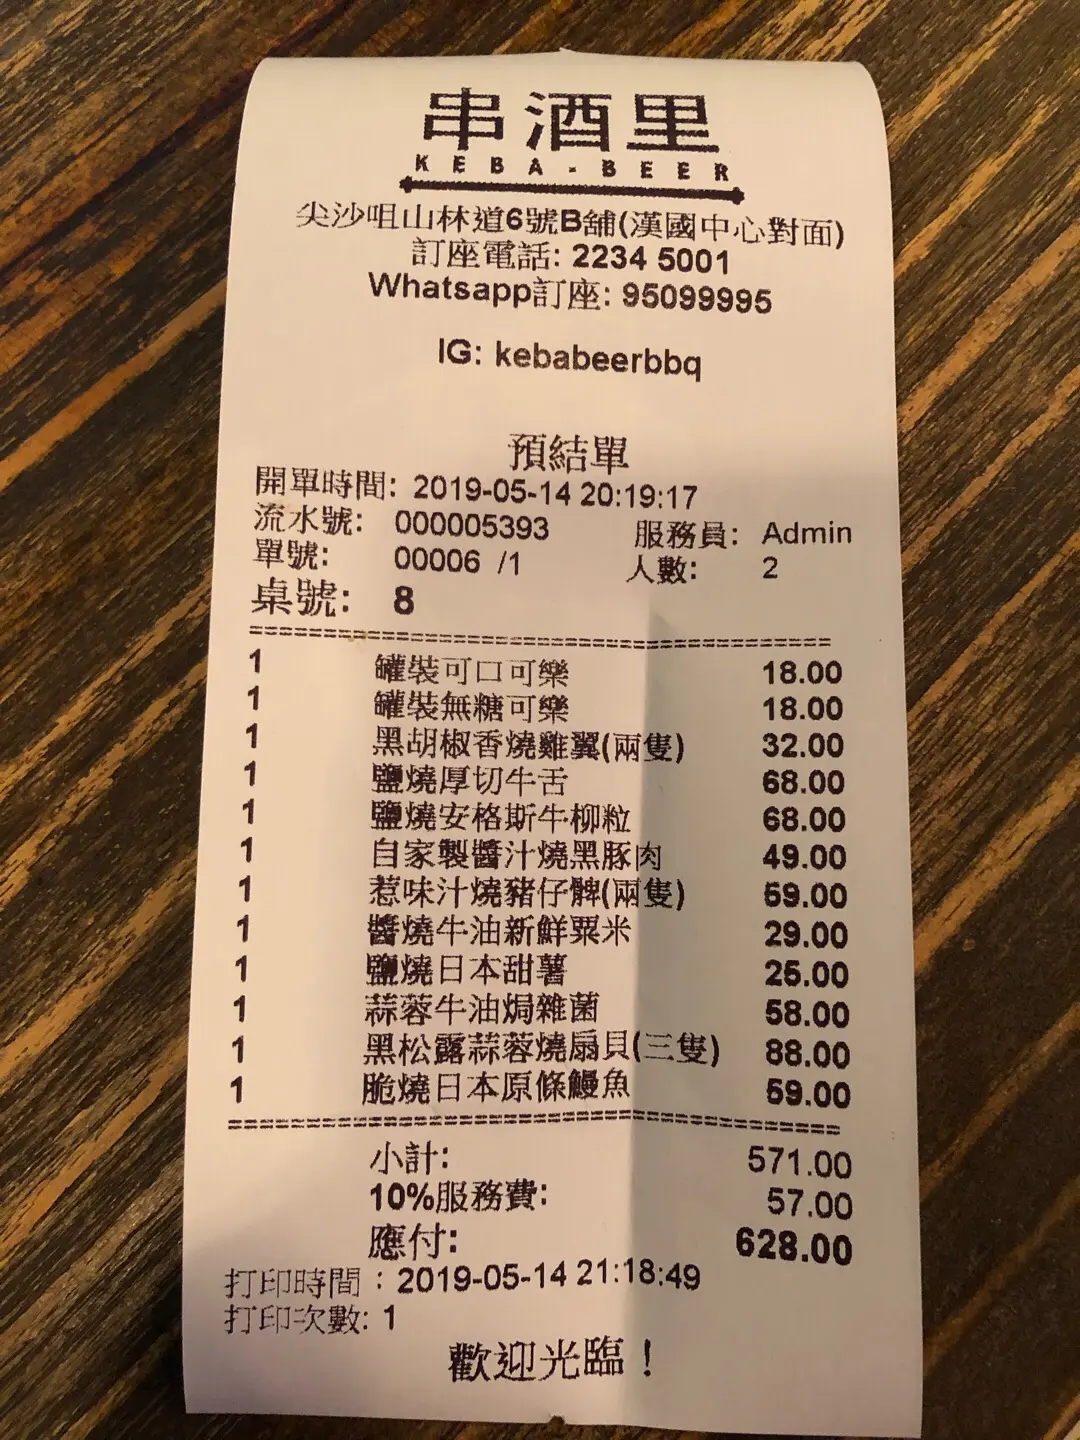 串酒里
KEBA-BEER
尖沙咀山林道6號B舖(漢國中心對面)
訂座電話: 2234 5001
Whatsapp訂座: 95099995
IG: kebabeerbbq
預結單
開單時間: 2019-05-14 20:19:17
流水號: 000005393 服務員: Admin
單號: 00006 /1 人數: 2
桌號: 8
1 罐裝可口可樂 18.00
1 罐裝無糖可樂 18.00
1 黑胡椒香燒雞翼(兩隻) 32.00
1 鹽燒厚切牛舌 68.00
1 鹽燒安格斯牛柳粒 68.00
1 自家製醬汁燒黑豚肉 49.00
1 惹味汁燒豬仔髀(兩隻) 59.00
1 醬燒牛油新鮮粟米 29.00
1 鹽燒日本甜薯 25.00
1 蒜蓉牛油焗雜菌 58.00
1 黑松露蒜蓉燒扇貝(三隻) 88.00
1 脆燒日本原條鰻魚 59.00
小計: 571.00
10%服務費: 57.00
應付: 628.00
打印時間：2019-05-14 21:18:49
打印次數: 1
歡迎光臨！